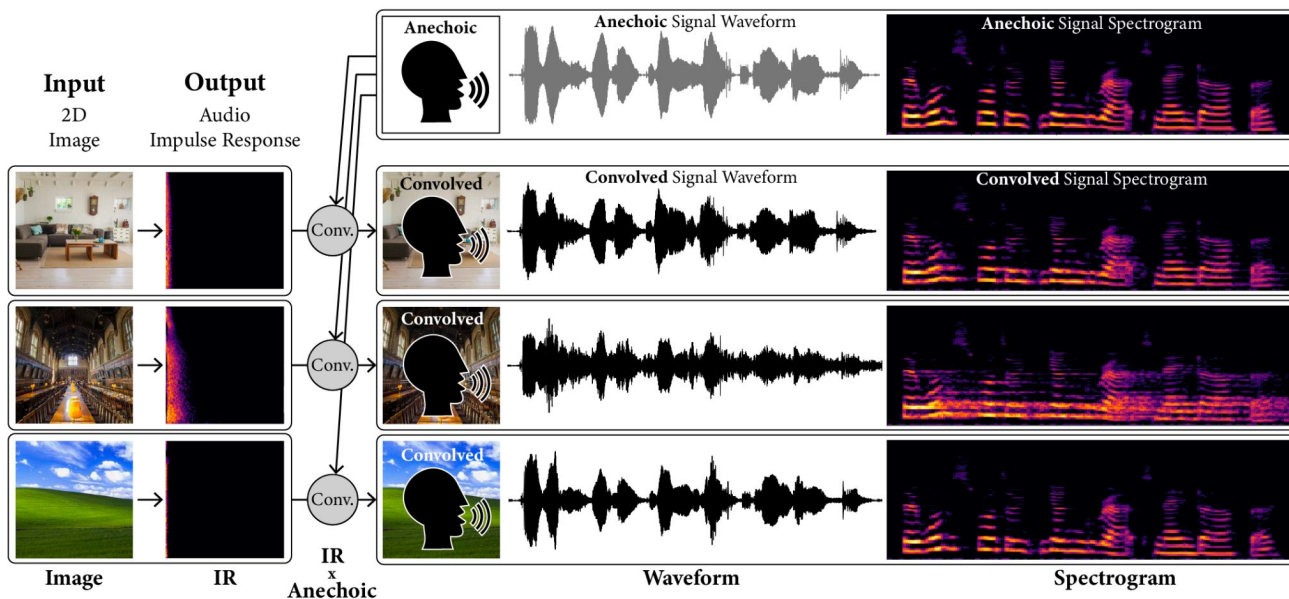 Input
2D
Image
Output
Audio
Impulse Response
Anechoic
Anechoic Signal Waveform
Anechoic Signal Spectrogram
Conv.
Convolved
Convolved Signal Waveform
Convolved Signal Spectrogram
Conv.
Convolved
Conv.
Convolved
Image
IR
IR
x
Anechoic
Waveform
Spectrogram